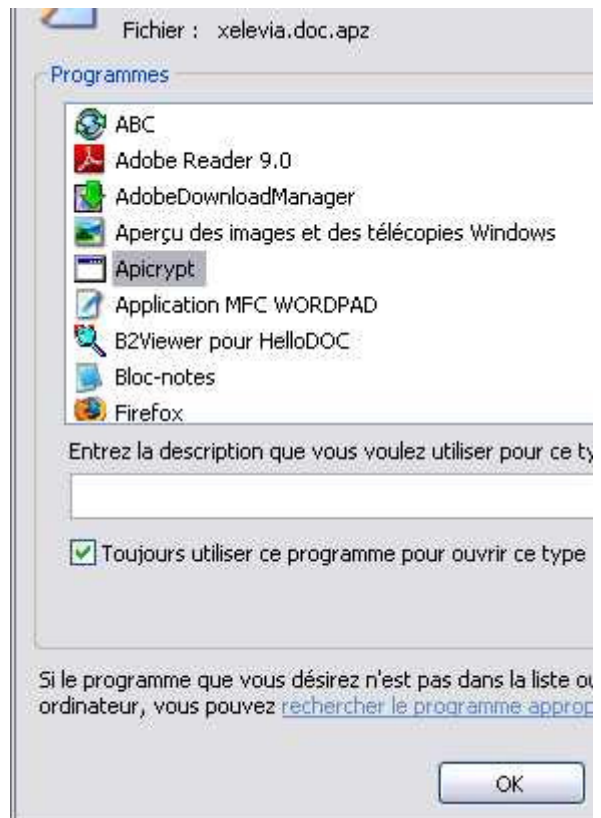 Fichier : xelevia.doc.apz
Programmes
ABC
Adobe Reader 9.0
AdobeDownloadManager
Aperçu des images et des télécopies Windows
Apicrypt
Application MFC WORDPAD
B2Viewer pour HelloDOC
Bloc-notes
Firefox
Entrez la description que vous voulez utiliser pour ce ty
Toujours utiliser ce programme pour ouvrir ce type
Si le programme que vous désirez n'est pas dans la liste ou
ordinateur, vous pouvez rechercher le programme approp
OK